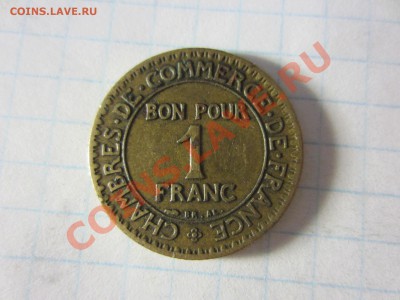 COINS.LAVE.RU
CHAMBRES·DE·COMMERCE·DE·FRANCE
BON POUR
1
FRANC
COINS.LAVE.RU